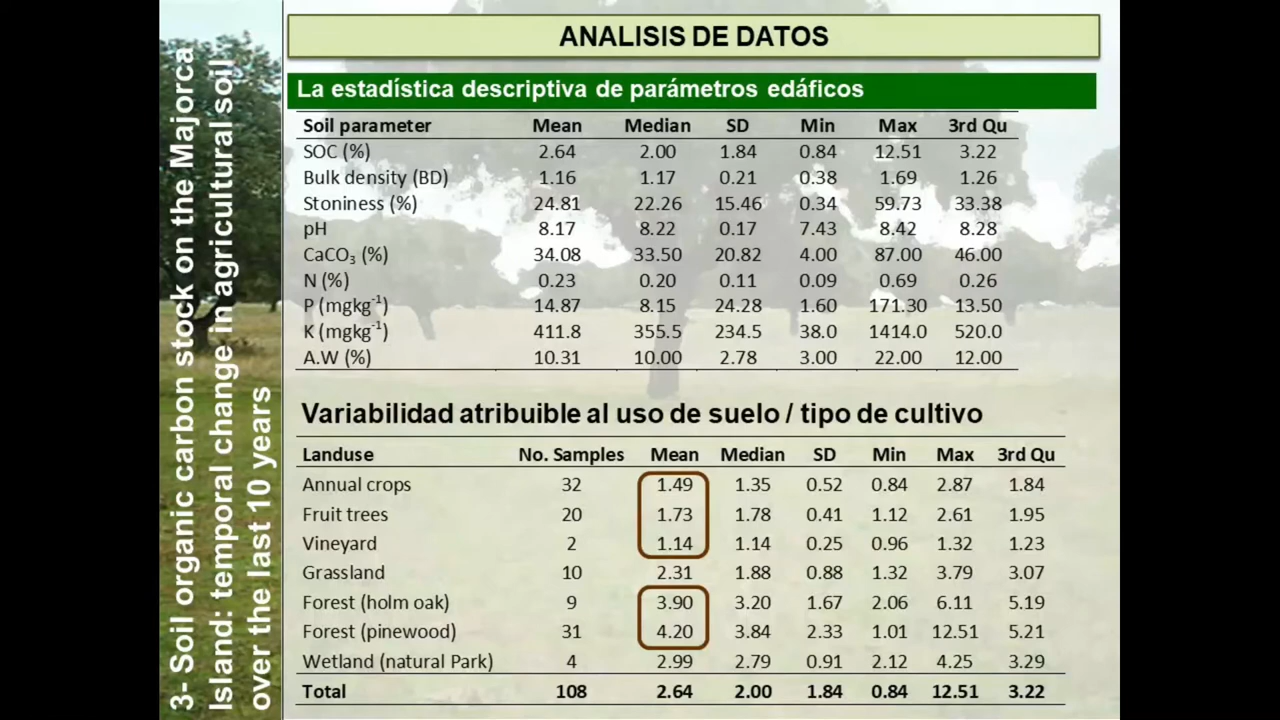 3- Soil organic carbon stock on the Majorca
Island: temporal change in agricultural soil
over the last 10 years
ANALISIS DE DATOS
La estadística descriptiva de parámetros edáficos
Soil parameter Mean Median SD Min Max 3rd Qu
SOC (%) 2.64 2.00 1.84 0.84 12.51 3.22
Bulk density (BD) 1.16 1.17 0.21 0.38 1.69 1.26
Stoniness (%) 24.81 22.26 15.46 0.34 59.73 33.38
pH 8.17 8.22 0.17 7.43 8.42 8.28
CaCO₃ (%) 34.08 33.50 20.82 4.00 87.00 46.00
N (%) 0.23 0.20 0.11 0.09 0.69 0.26
P (mgkg⁻¹) 14.87 8.15 24.28 1.60 171.30 13.50
K (mgkg⁻¹) 411.8 355.5 234.5 38.0 1414.0 520.0
A.W (%) 10.31 10.00 2.78 3.00 22.00 12.00
Variabilidad atribuible al uso de suelo / tipo de cultivo
Landuse No. Samples Mean Median SD Min Max 3rd Qu
Annual crops 32 1.49 1.35 0.52 0.84 2.87 1.84
Fruit trees 20 1.73 1.78 0.41 1.12 2.61 1.95
Vineyard 2 1.14 1.14 0.25 0.96 1.32 1.23
Grassland 10 2.31 1.88 0.88 1.32 3.79 3.07
Forest (holm oak) 9 3.90 3.20 1.67 2.06 6.11 5.19
Forest (pinewood) 31 4.20 3.84 2.33 1.01 12.51 5.21
Wetland (natural Park) 4 2.99 2.79 0.91 2.12 4.25 3.29
Total 108 2.64 2.00 1.84 0.84 12.51 3.22